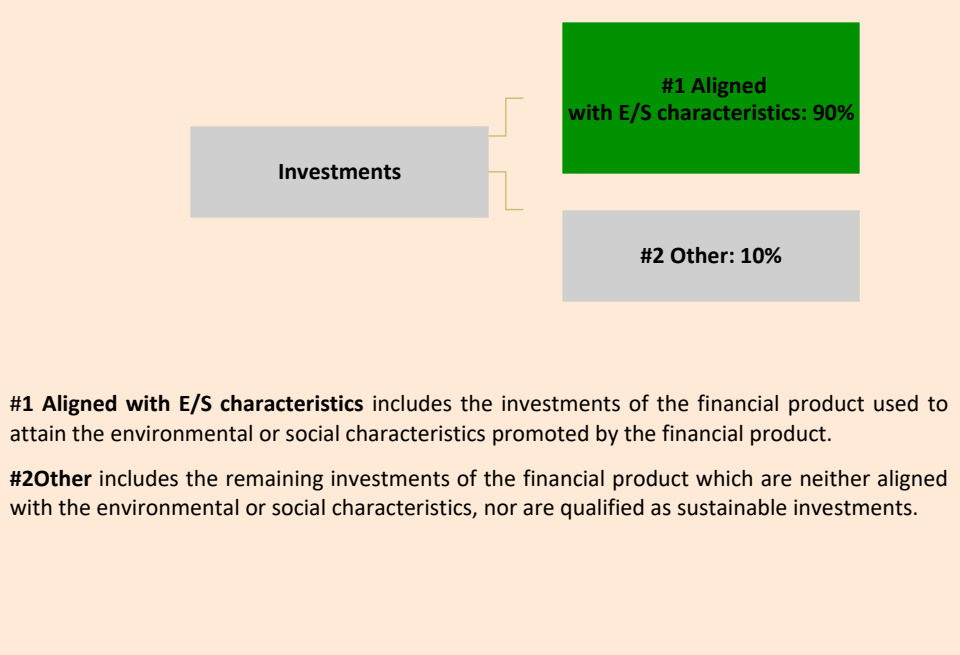 #1 Aligned
with E/S characteristics: 90%
Investments
#2 Other: 10%
#1 Aligned with E/S characteristics includes the investments of the financial product used to
attain the environmental or social characteristics promoted by the financial product.
#2Other includes the remaining investments of the financial product which are neither aligned
with the environmental or social characteristics, nor are qualified as sustainable investments.